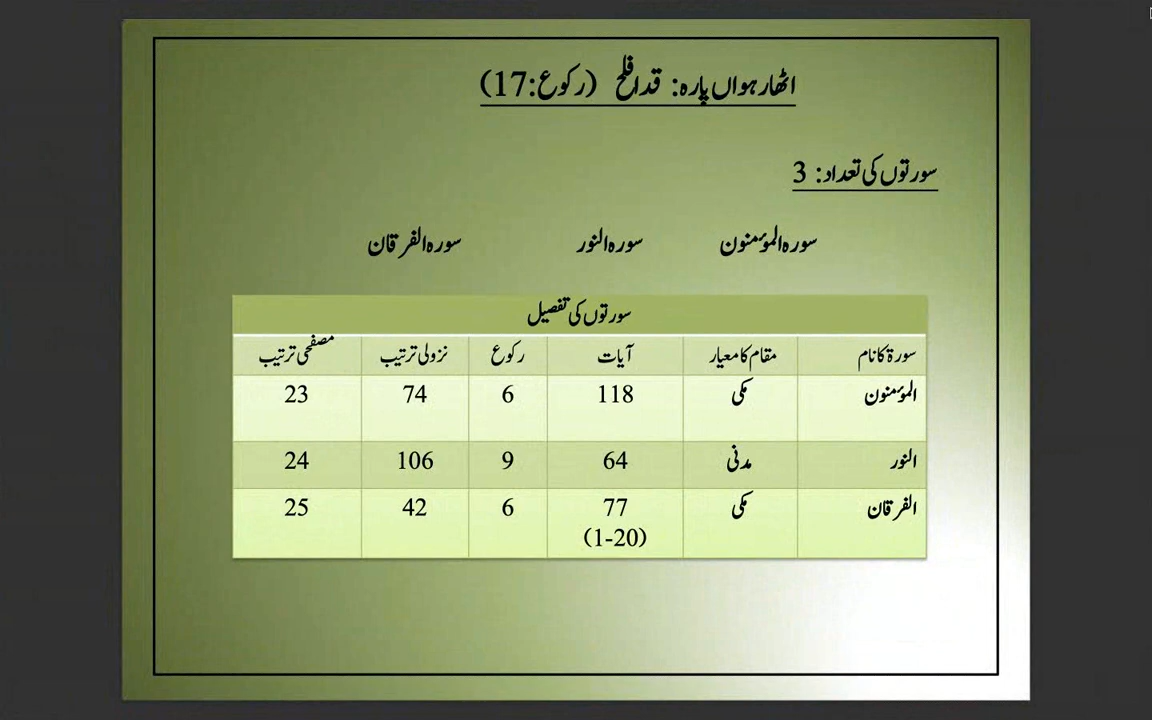 اٹھارہواں پارہ: قد افلح (رکوع:17)
سورتوں کی تعداد: 3
سورہ المؤمنون سورہ النور سورہ الفرقان
سورتوں کی تفصیل
سورۃ کا نام مقام کا معیار آیات رکوع نزولی ترتیب مصفحی ترتیب
المؤمنون مکی 118 6 74 23
النور مدنی 64 9 106 24
الفرقان مکی 77 6 42 25
(1-20)